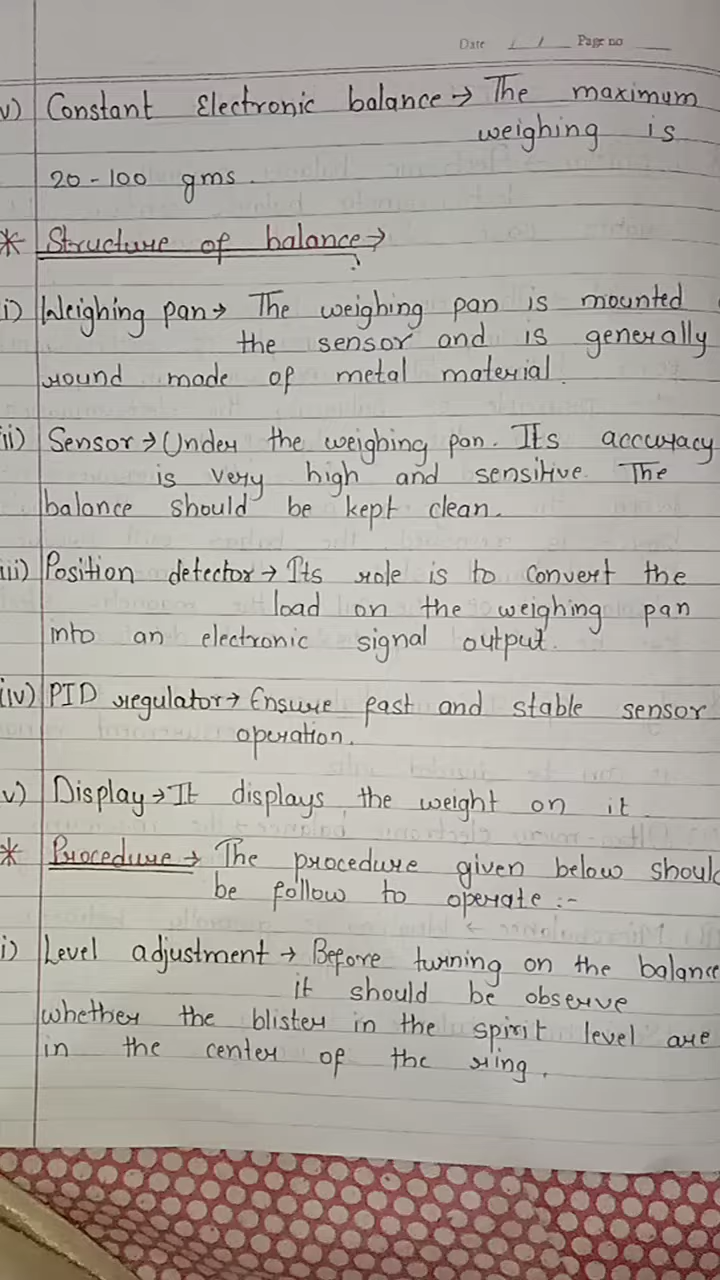 Date / / Page no
v) Constant Electronic balance → The maximum
weighing is
20-100 gms.
* Structure of balance →
i) Weighing pan → The weighing pan is mounted
the sensor and is generally
round made of metal material.
ii) Sensor → Under the weighing pan. Its accuracy
is very high and sensitive. The
balance should be kept clean.
iii) Position detector → Its role is to convert the
load on the weighing pan
into an electronic signal output.
iv) PID regulator → Ensure fast and stable sensor
operation.
v) Display → It displays the weight on it
* Procedure → The procedure given below should
be follow to operate :-
i) Level adjustment → Before turning on the balance
it should be observe
whether the blister in the spirit level are
in the center of the ring.